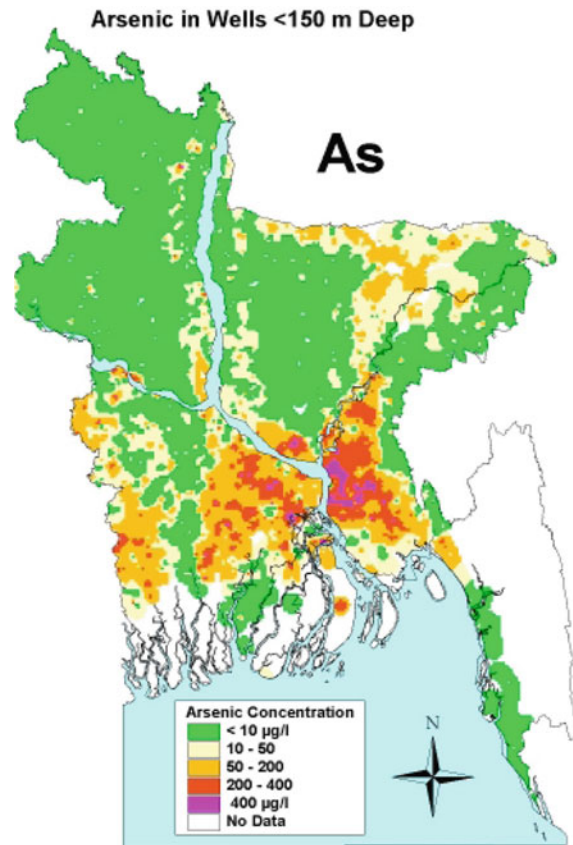 Arsenic in Wells <150 m Deep
As
N
Arsenic Concentration
< 10 µg/l
10 - 50
50 - 200
200 - 400
400 µg/l
No Data